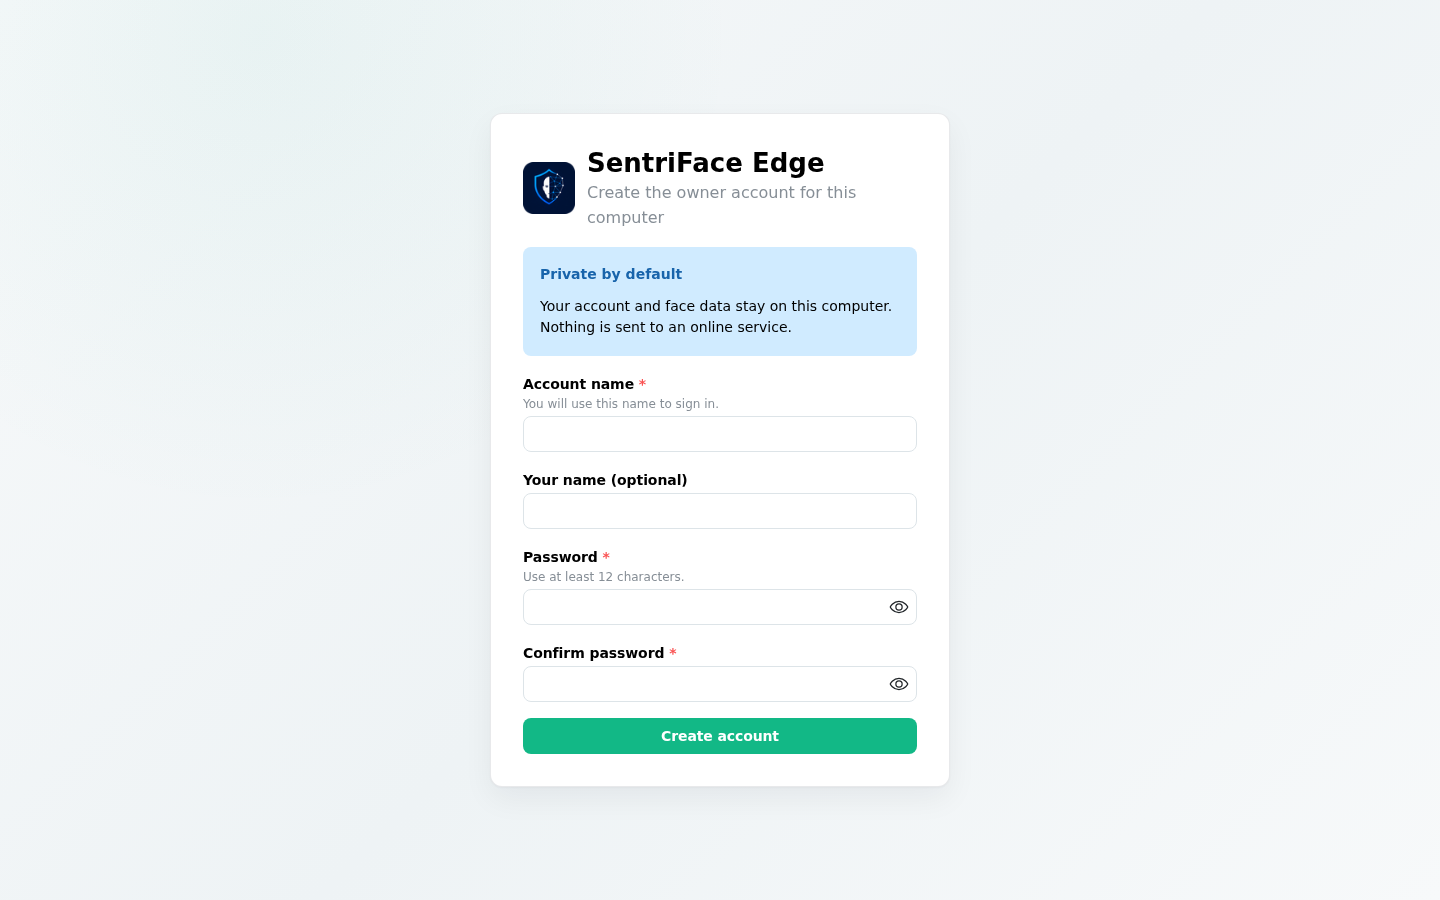 SentriFace Edge
Create the owner account for this
computer
Private by default
Your account and face data stay on this computer.
Nothing is sent to an online service.
Account name *
You will use this name to sign in.
Your name (optional)
Password *
Use at least 12 characters.
Confirm password *
Create account